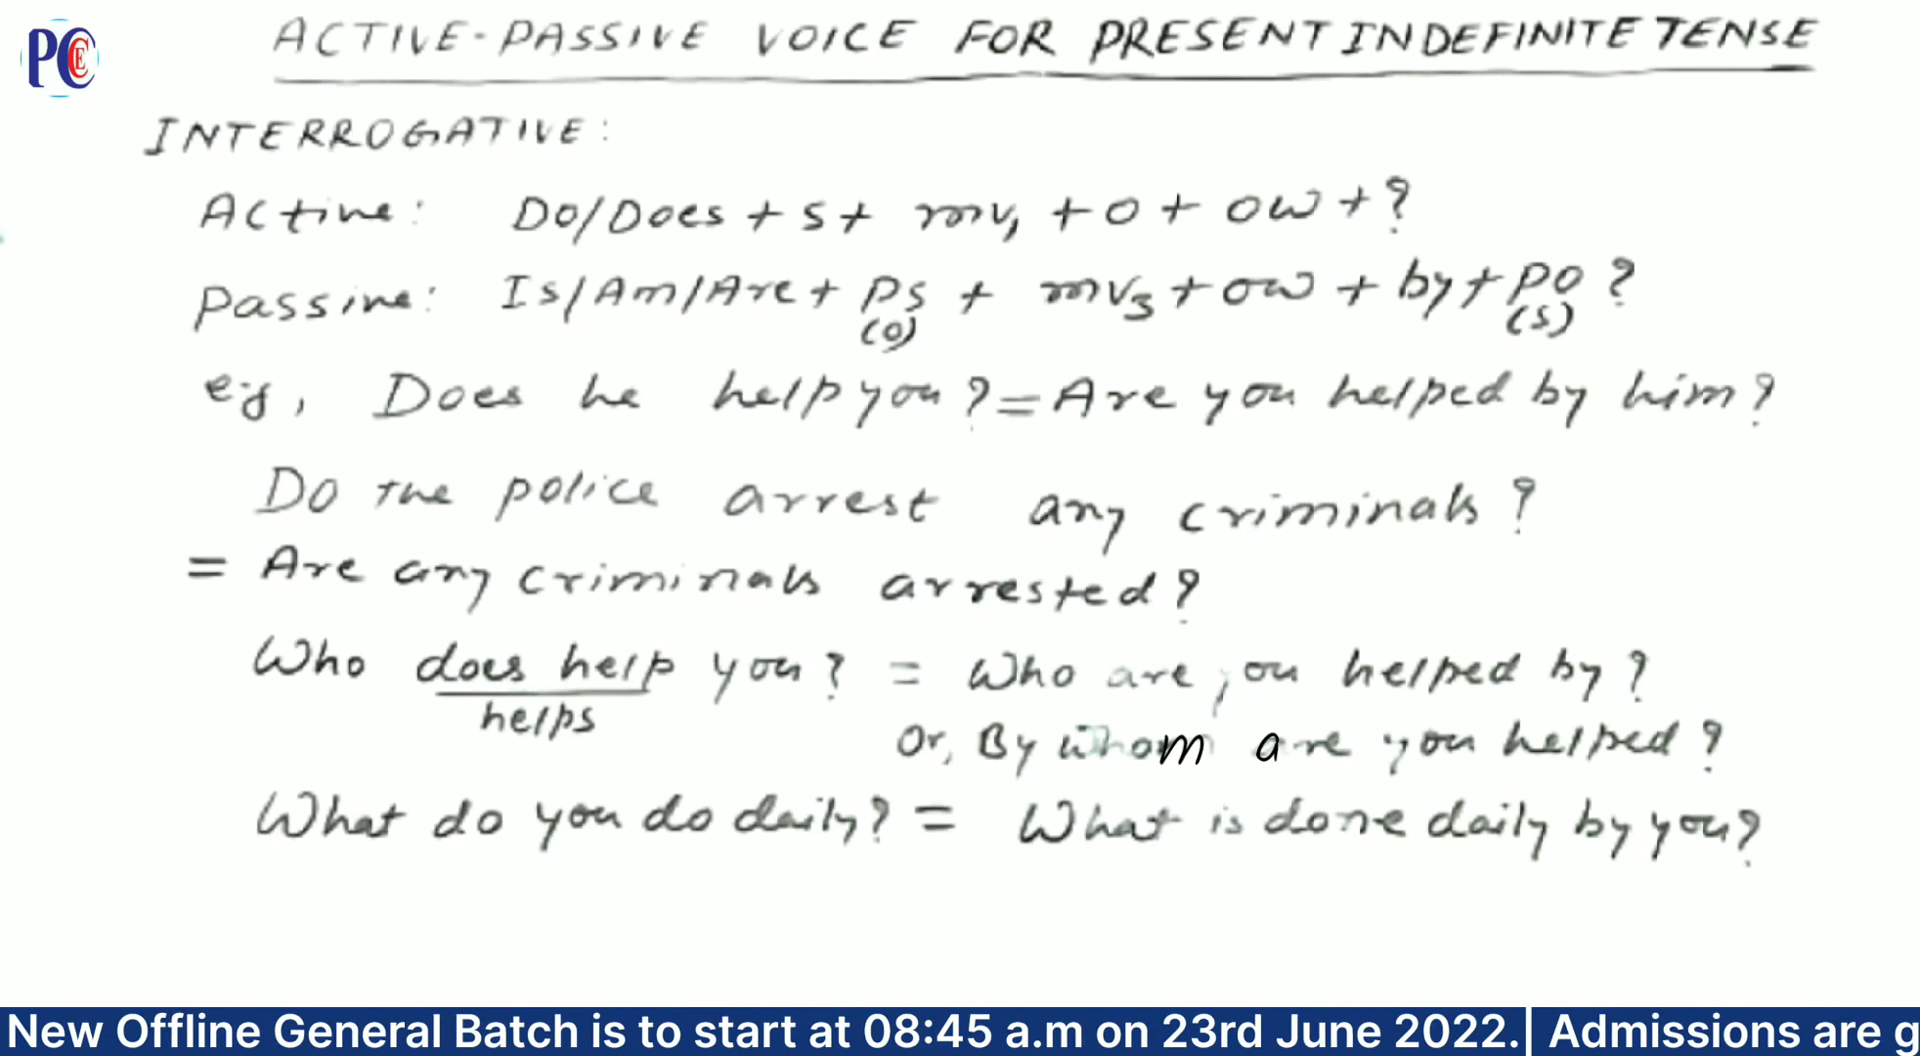 PCEC
ACTIVE-PASSIVE VOICE FOR PRESENT INDEFINITE TENSE
INTERROGATIVE:
Active: DO/DOES + S + mv₁ + O + OW + ?
Passive: Is/Am/Are + PS + mv₃ + OW + by + PO ?
(O) (S)
eg, Does he help you? = Are you helped by him?
Do the police arrest any criminals?
= Are any criminals arrested?
Who does help you? = Who are you helped by?
helps
Or, By whom are you helped?
What do you do daily? = What is done daily by you?
New Offline General Batch is to start at 08:45 a.m on 23rd June 2022.| Admissions are g